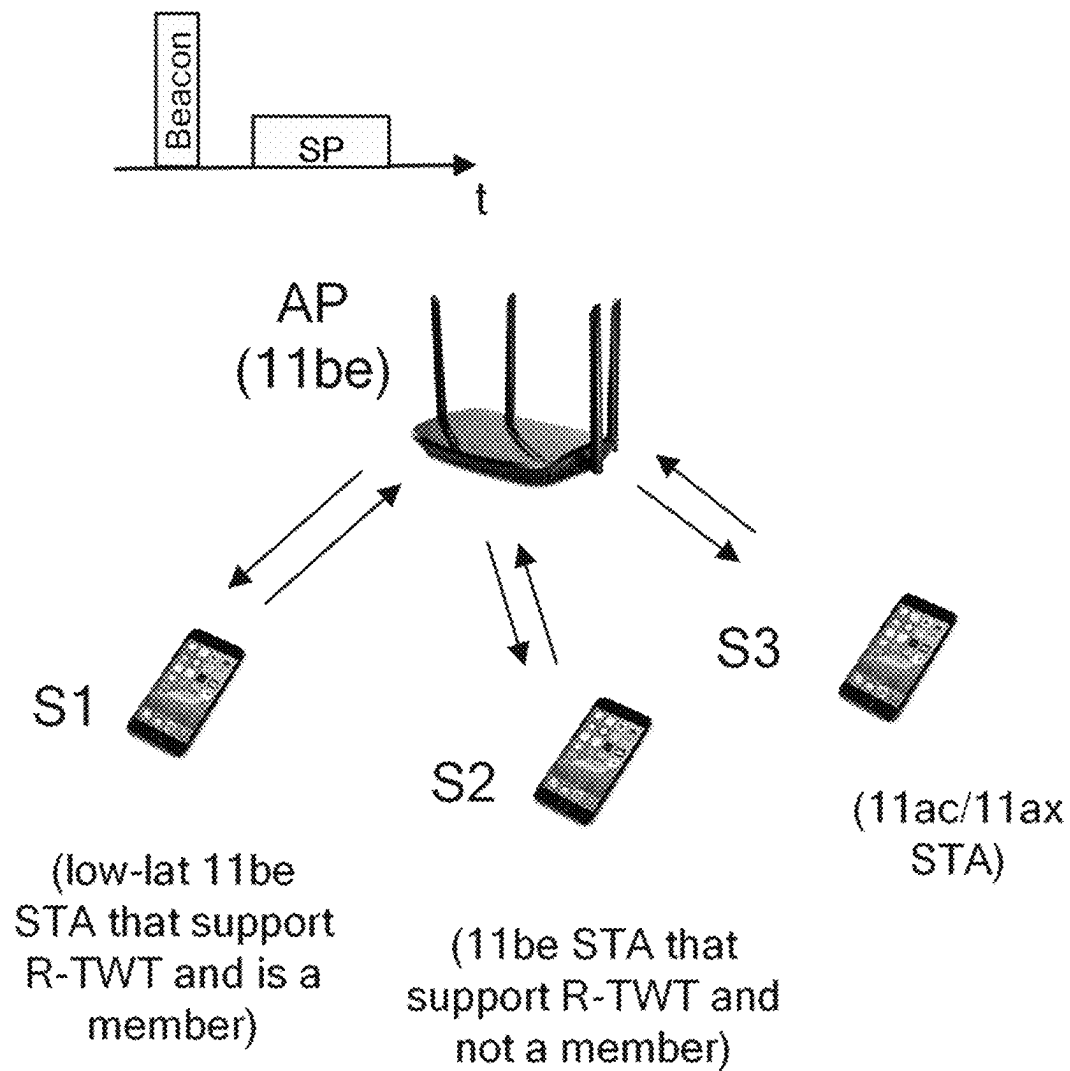 Beacon
SP
t
AP
(11be)
S1
S2
S3
(11ac/11ax
STA)
(low-lat 11be
STA that support
R-TWT and is a
member)
(11be STA that
support R-TWT and
not a member)